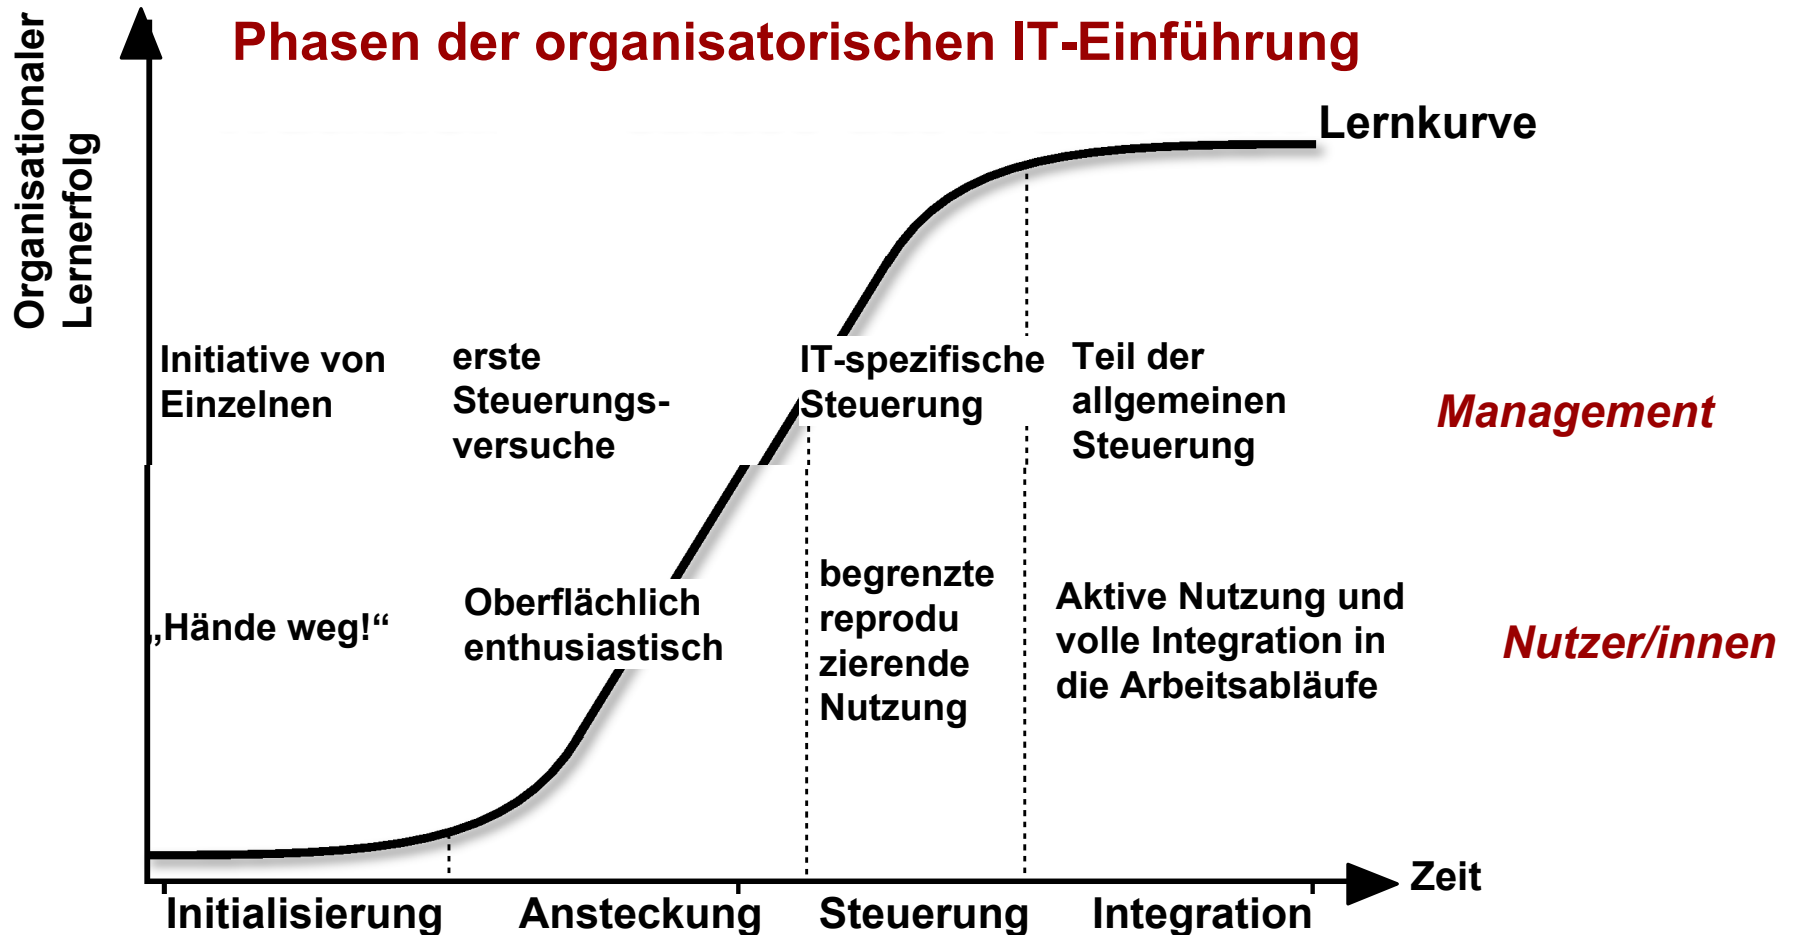 Phasen der organisatorischen IT-Einführung
Organisationaler
Lernerfolg
Lernkurve
Initiative von
Einzelnen
erste
Steuerungs-
versuche
IT-spezifische
Steuerung
Teil der
allgemeinen
Steuerung
Management
„Hände weg!“
Oberflächlich
enthusiastisch
begrenzte
reprodu
zierende
Nutzung
Aktive Nutzung und
volle Integration in
die Arbeitsabläufe
Nutzer/innen
Zeit
Initialisierung
Ansteckung
Steuerung
Integration